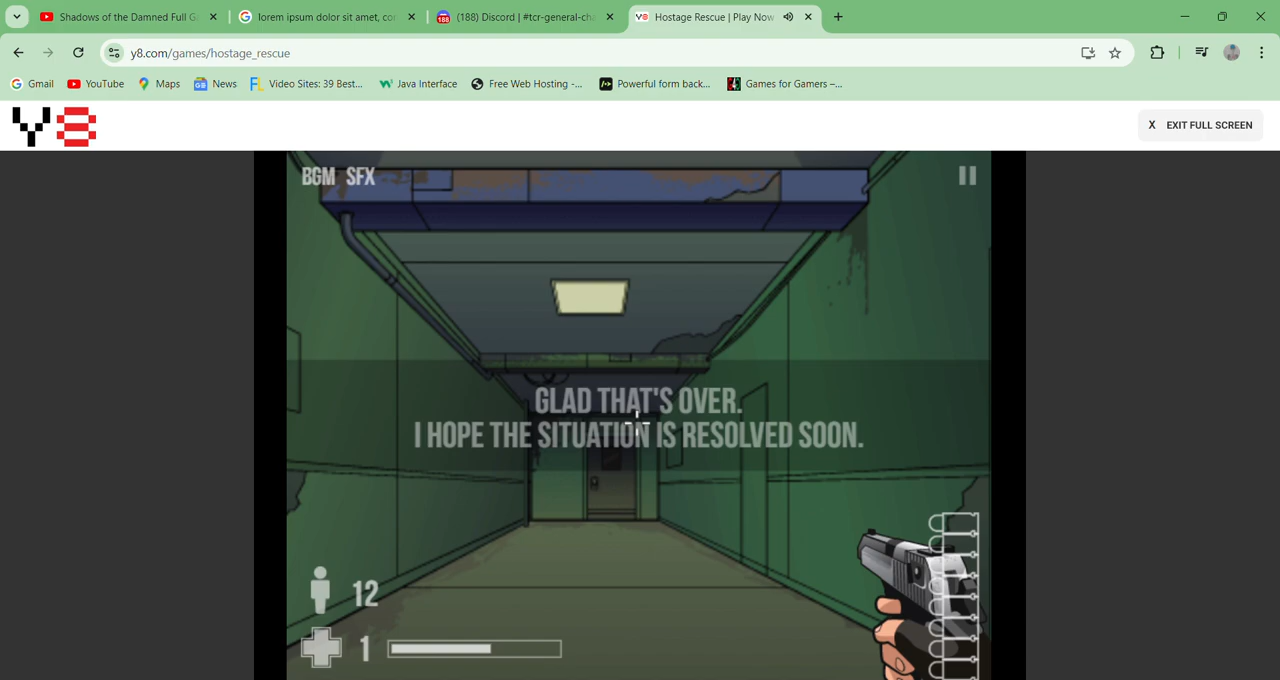 Shadows of the Damned Full G
lorem ipsum dolor sit amet, co
(188) Discord | #tcr-general-cha
Hostage Rescue | Play Now
y8.com/games/hostage_rescue
Gmail
YouTube
Maps
News
Video Sites: 39 Best...
Java Interface
Free Web Hosting -...
Powerful form back...
Games for Gamers –...
Y8
X EXIT FULL SCREEN
BGM SFX
GLAD THAT'S OVER.
I HOPE THE SITUATION IS RESOLVED SOON.
12
1